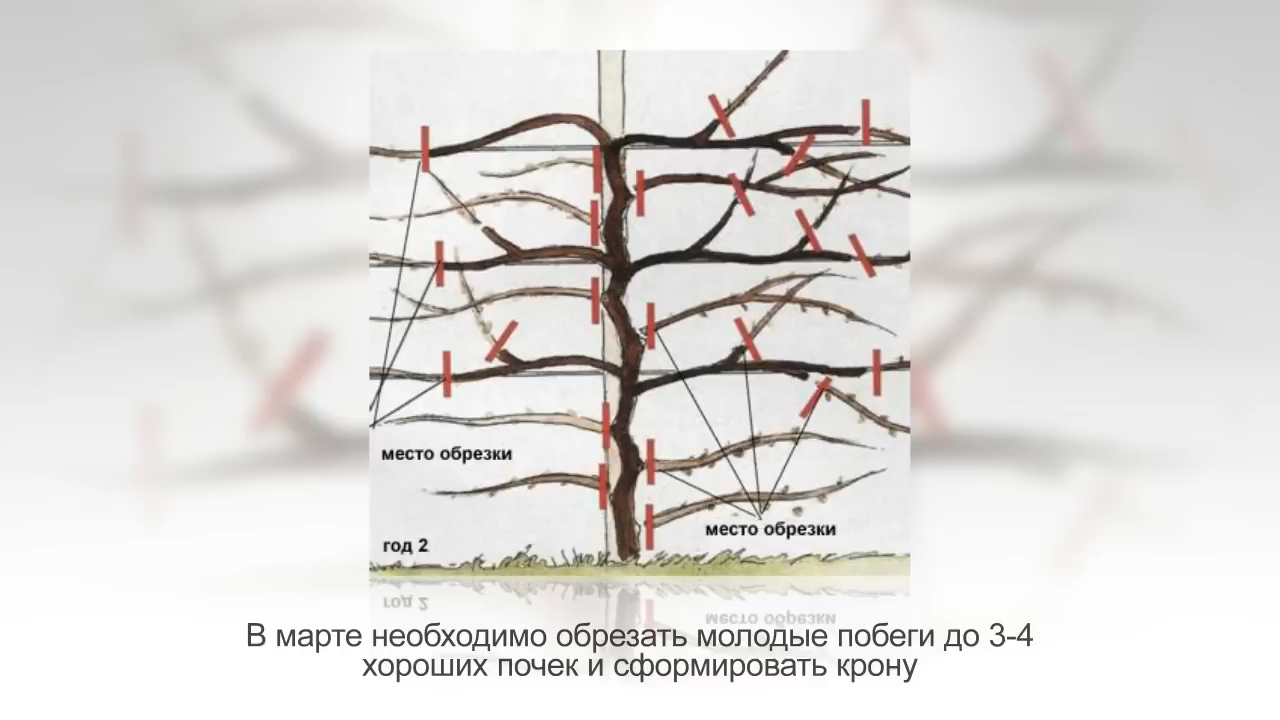 место обрезки
место обрезки
год 2
В марте необходимо обрезать молодые побеги до 3-4
хороших почек и сформировать крону